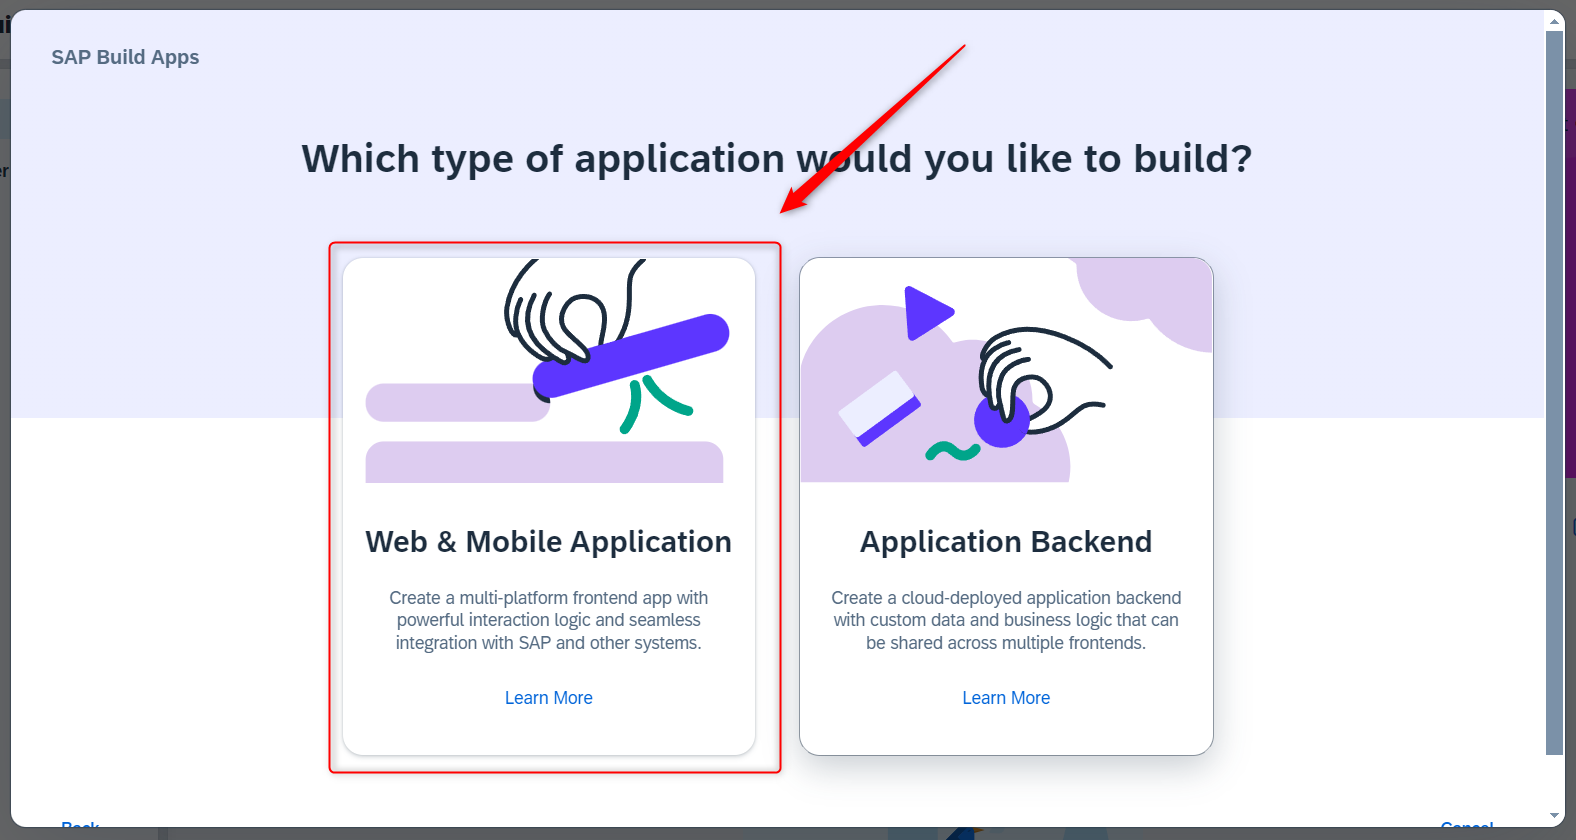 SAP Build Apps
Which type of application would you like to build?
Web & Mobile Application
Create a multi-platform frontend app with
powerful interaction logic and seamless
integration with SAP and other systems.
Learn More
Application Backend
Create a cloud-deployed application backend
with custom data and business logic that can
be shared across multiple frontends.
Learn More
Back
Cancel